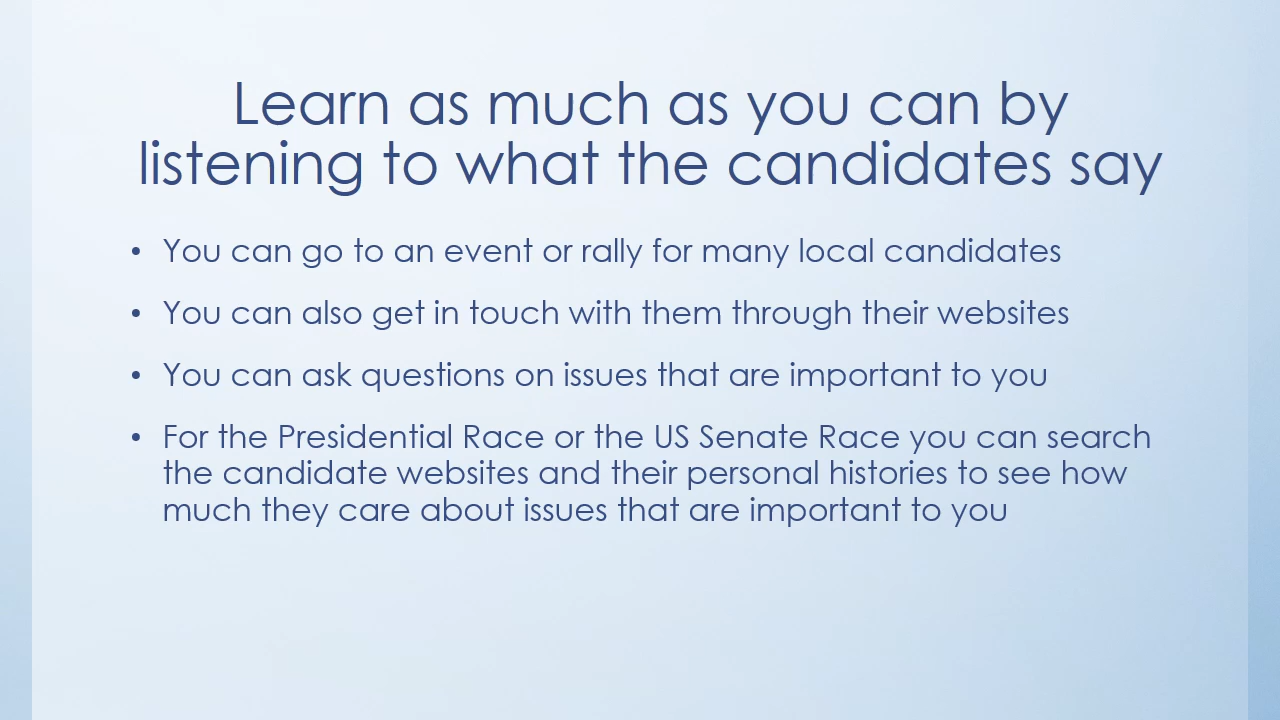 Learn as much as you can by
listening to what the candidates say
• You can go to an event or rally for many local candidates
• You can also get in touch with them through their websites
• You can ask questions on issues that are important to you
• For the Presidential Race or the US Senate Race you can search
the candidate websites and their personal histories to see how
much they care about issues that are important to you